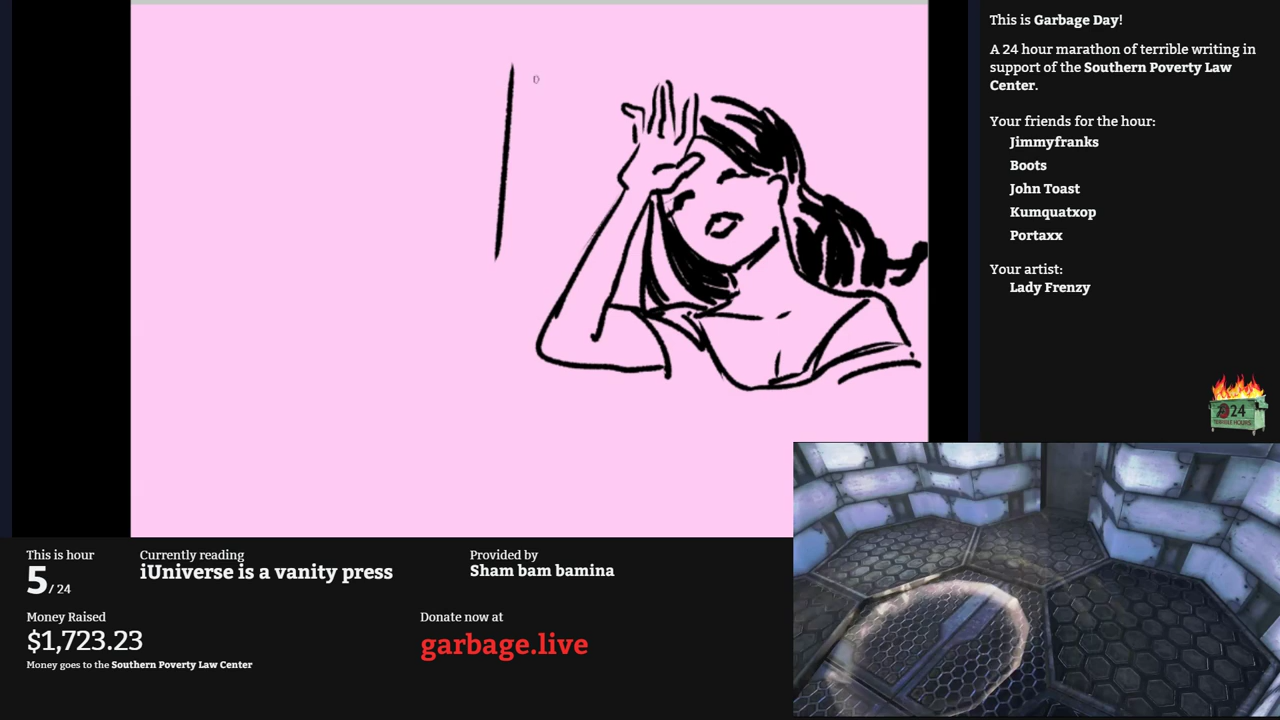 This is Garbage Day!
A 24 hour marathon of terrible writing in
support of the Southern Poverty Law
Center.
Your friends for the hour:
Jimmyfranks
Boots
John Toast
Kumquatxop
Portaxx
Your artist:
Lady Frenzy
This is hour
5 / 24
Currently reading
iUniverse is a vanity press
Provided by
Sham bam bamina
Money Raised
$1,723.23
Money goes to the Southern Poverty Law Center
Donate now at
garbage.live